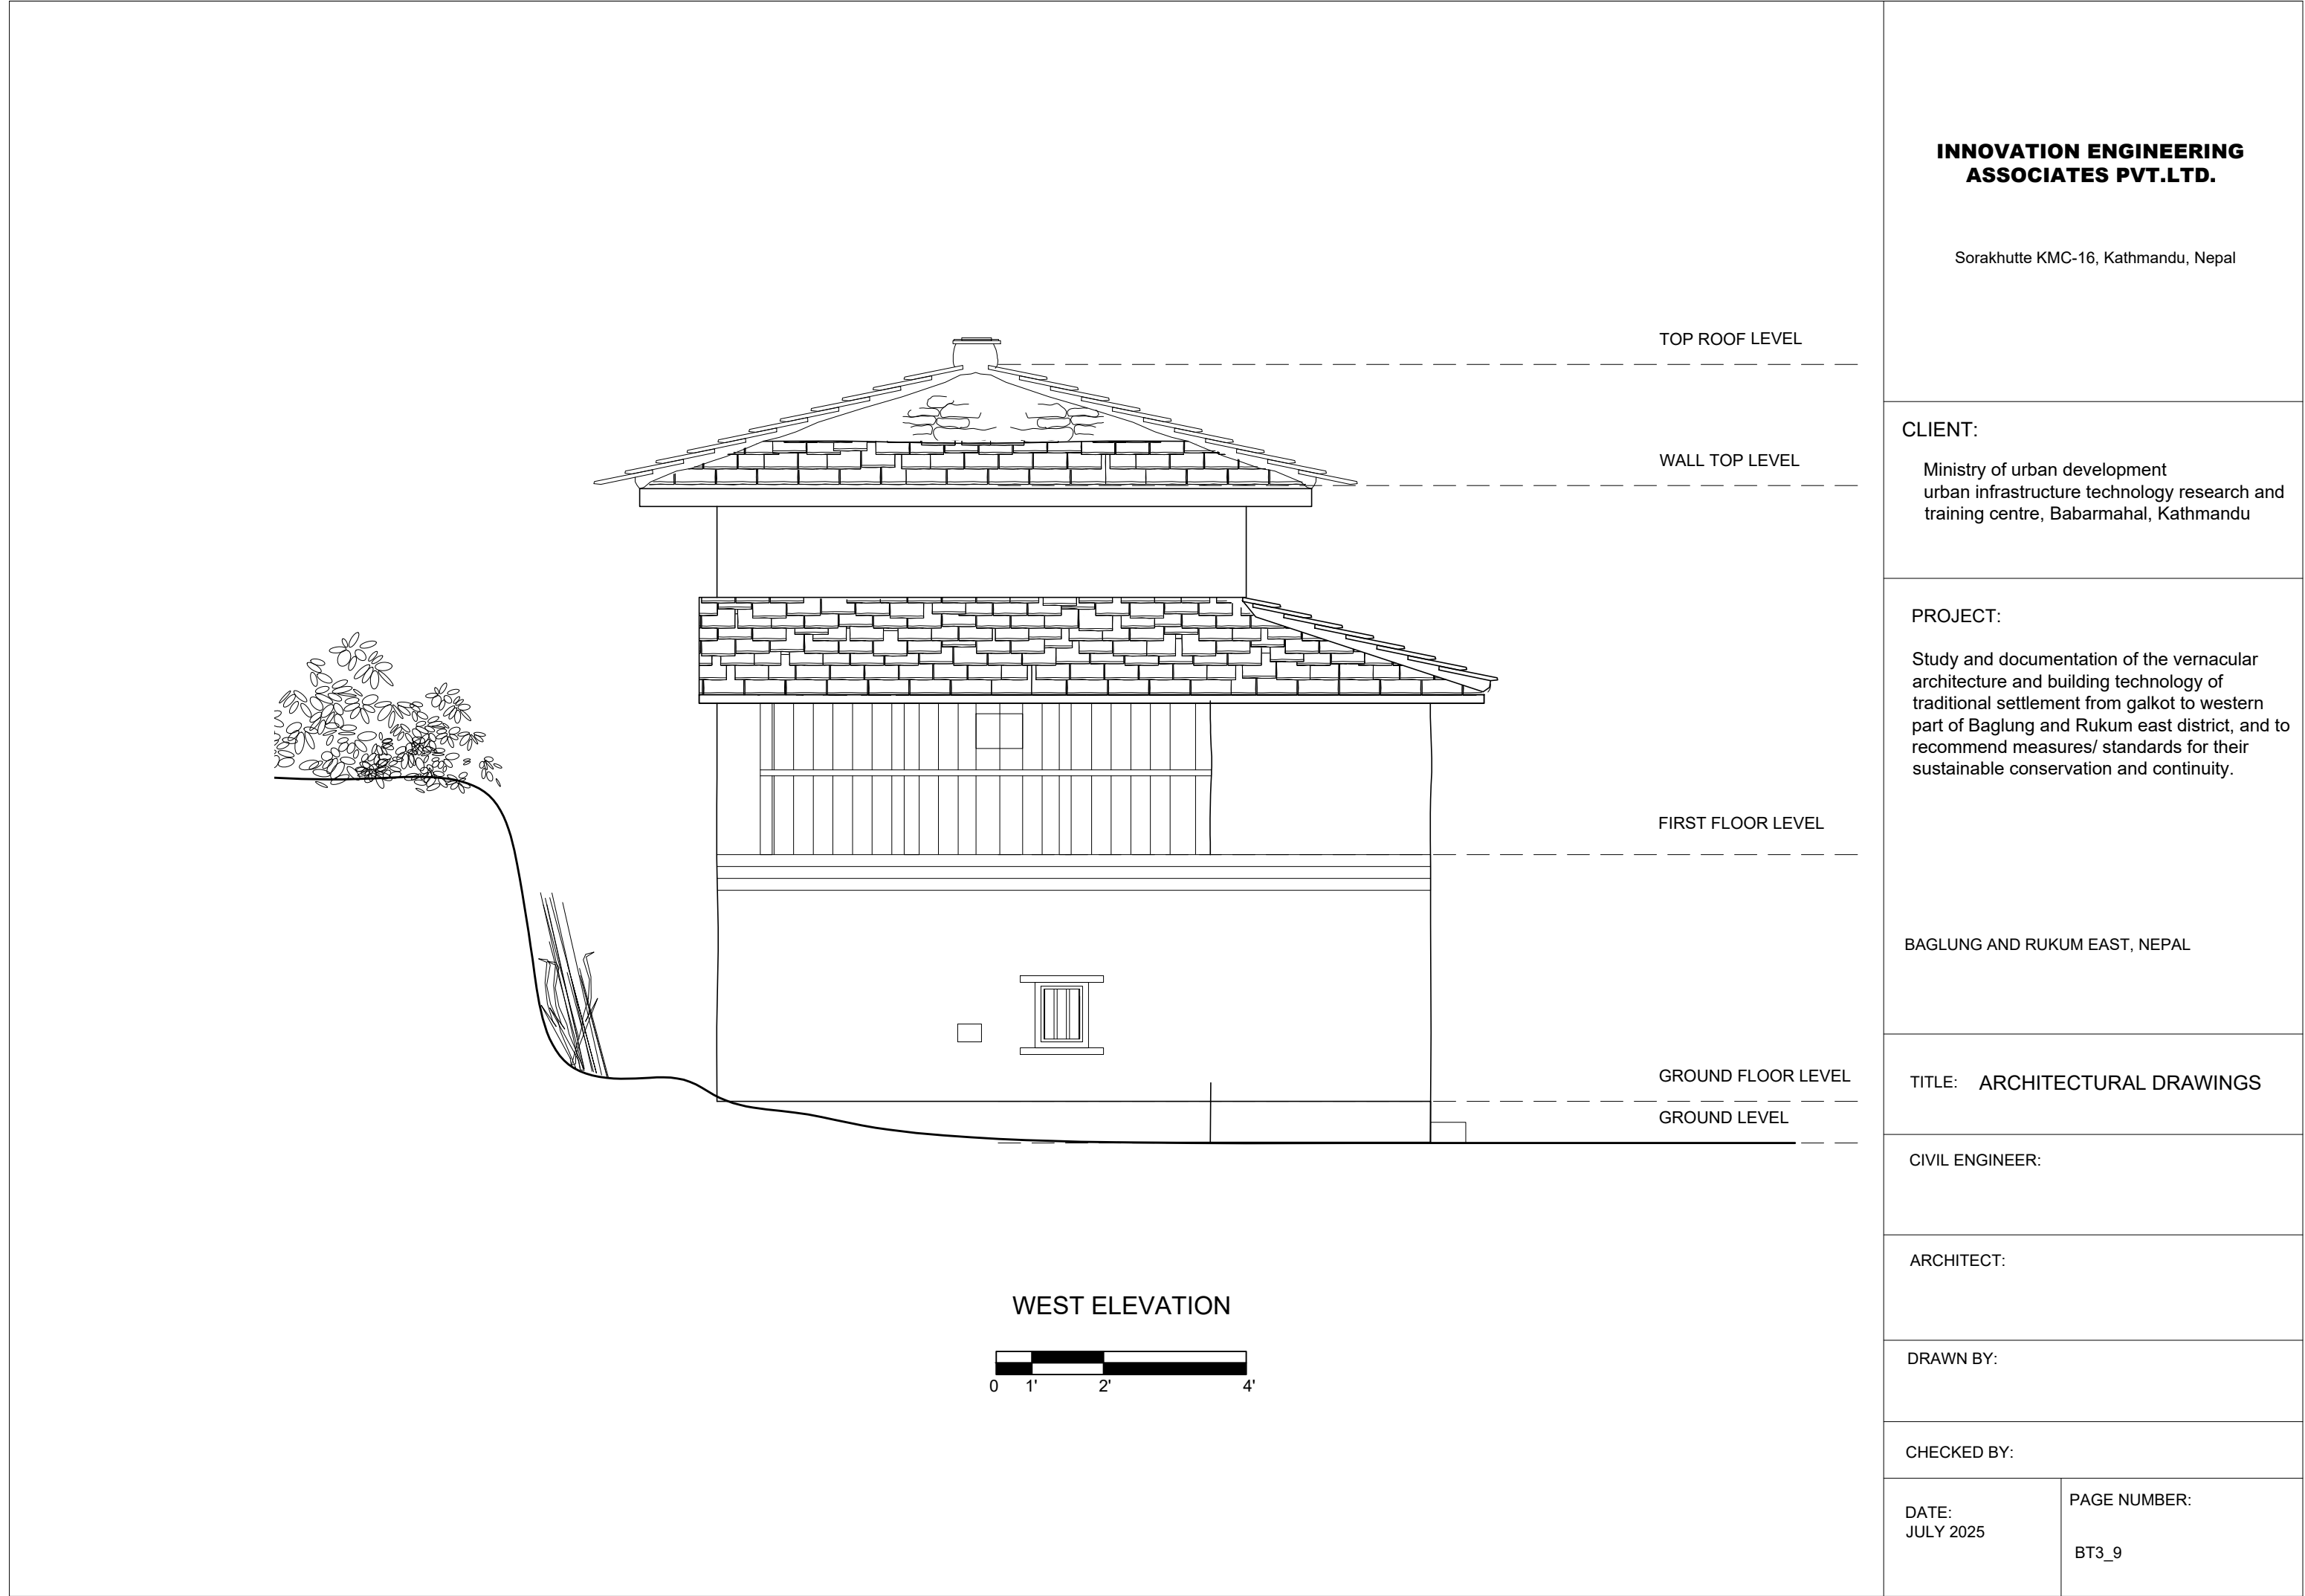 TOP ROOF LEVEL
WALL TOP LEVEL
FIRST FLOOR LEVEL
GROUND FLOOR LEVEL
GROUND LEVEL
WEST ELEVATION
0 1' 2' 4'
INNOVATION ENGINEERING
ASSOCIATES PVT.LTD.
Sorakhutte KMC-16, Kathmandu, Nepal
CLIENT:
Ministry of urban development
urban infrastructure technology research and
training centre, Babarmahal, Kathmandu
PROJECT:
Study and documentation of the vernacular
architecture and building technology of
traditional settlement from galkot to western
part of Baglung and Rukum east district, and to
recommend measures/ standards for their
sustainable conservation and continuity.
BAGLUNG AND RUKUM EAST, NEPAL
TITLE: ARCHITECTURAL DRAWINGS
CIVIL ENGINEER:
ARCHITECT:
DRAWN BY:
CHECKED BY:
DATE:
JULY 2025
PAGE NUMBER:
BT3_9